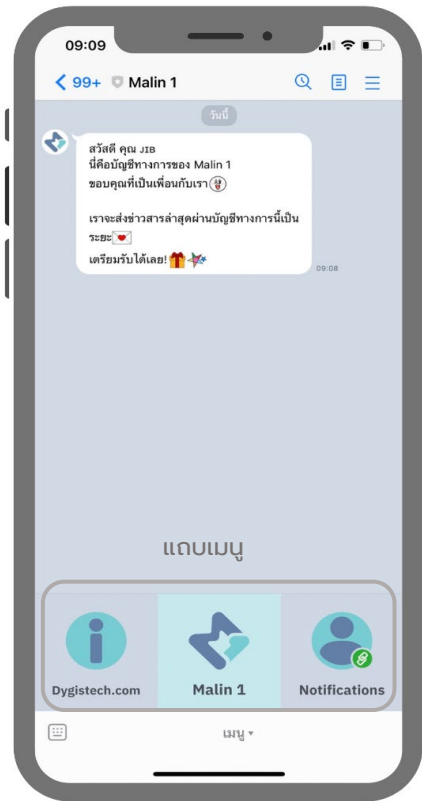 09:09
99+ Malin 1
วันนี้
สวัสดี คุณ JIB
นี่คือบัญชีทางการของ Malin 1
ขอบคุณที่เป็นเพื่อนกับเรา
เราจะส่งข่าวสารล่าสุดผ่านบัญชีทางการนี้เป็น
ระยะ
เตรียมรับได้เลย!
09:08
แถบเมนู
Dygistech.com
Malin 1
Notifications
เมนู